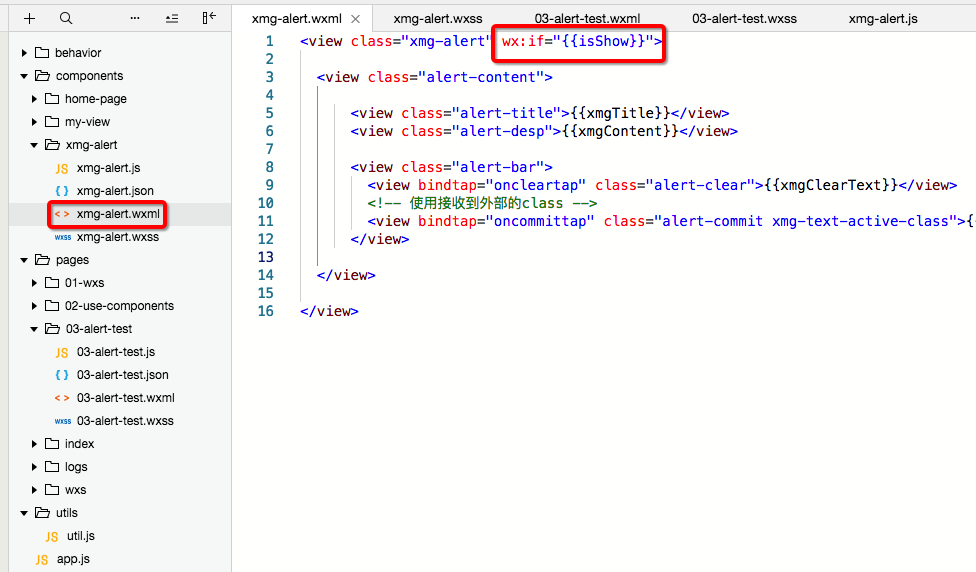 xmg-alert.wxml
xmg-alert.wxss
03-alert-test.wxml
03-alert-test.wxss
xmg-alert.js
behavior
components
home-page
my-view
xmg-alert
JS xmg-alert.js
{ } xmg-alert.json
< > xmg-alert.wxml
wxss xmg-alert.wxss
pages
01-wxs
02-use-components
03-alert-test
JS 03-alert-test.js
{ } 03-alert-test.json
< > 03-alert-test.wxml
wxss 03-alert-test.wxss
index
logs
wxs
utils
JS util.js
JS app.js
1 <view class="xmg-alert" wx:if="{{isShow}}">
2
3 <view class="alert-content">
4
5 <view class="alert-title">{{xmgTitle}}</view>
6 <view class="alert-desp">{{xmgContent}}</view>
7
8 <view class="alert-bar">
9 <view bindtap="oncleartap" class="alert-clear">{{xmgClearText}}</view>
10 <!-- 使用接收到外部的class -->
11 <view bindtap="oncommittap" class="alert-commit xmg-text-active-class">{
12 </view>
13
14 </view>
15
16 </view>